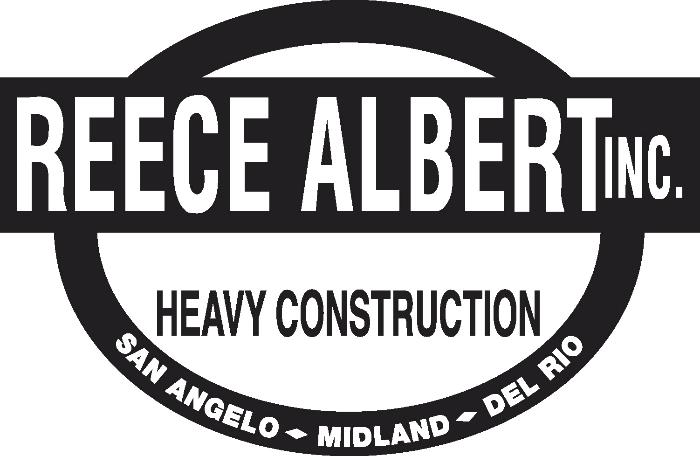 REECE ALBERT INC.
HEAVY CONSTRUCTION
SAN ANGELO - MIDLAND - DEL RIO